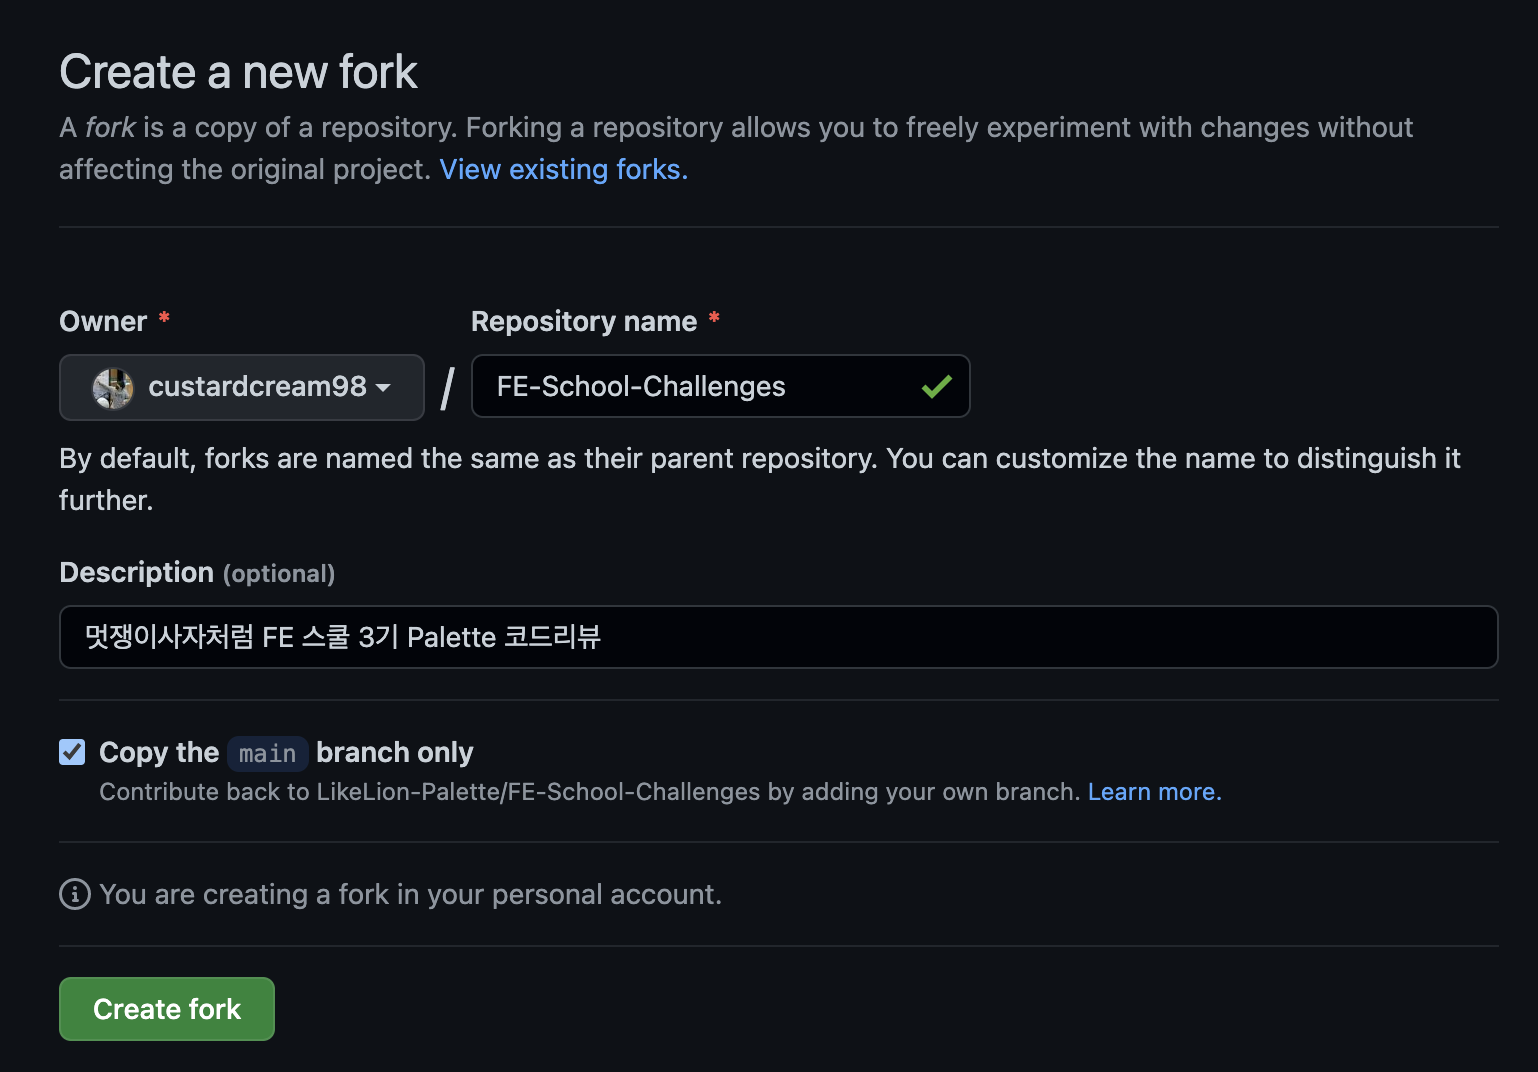 Create a new fork
A fork is a copy of a repository. Forking a repository allows you to freely experiment with changes without
affecting the original project. View existing forks.
Owner * Repository name *
custardcream98 / FE-School-Challenges
By default, forks are named the same as their parent repository. You can customize the name to distinguish it
further.
Description (optional)
멋쟁이사자처럼 FE 스쿨 3기 Palette 코드리뷰
Copy the main branch only
Contribute back to LikeLion-Palette/FE-School-Challenges by adding your own branch. Learn more.
You are creating a fork in your personal account.
Create fork